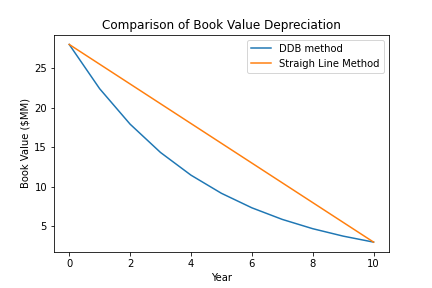 Comparison of Book Value Depreciation
DDB method
Straigh Line Method
Book Value ($MM)
25
20
15
10
5
0
2
4
6
8
10
Year